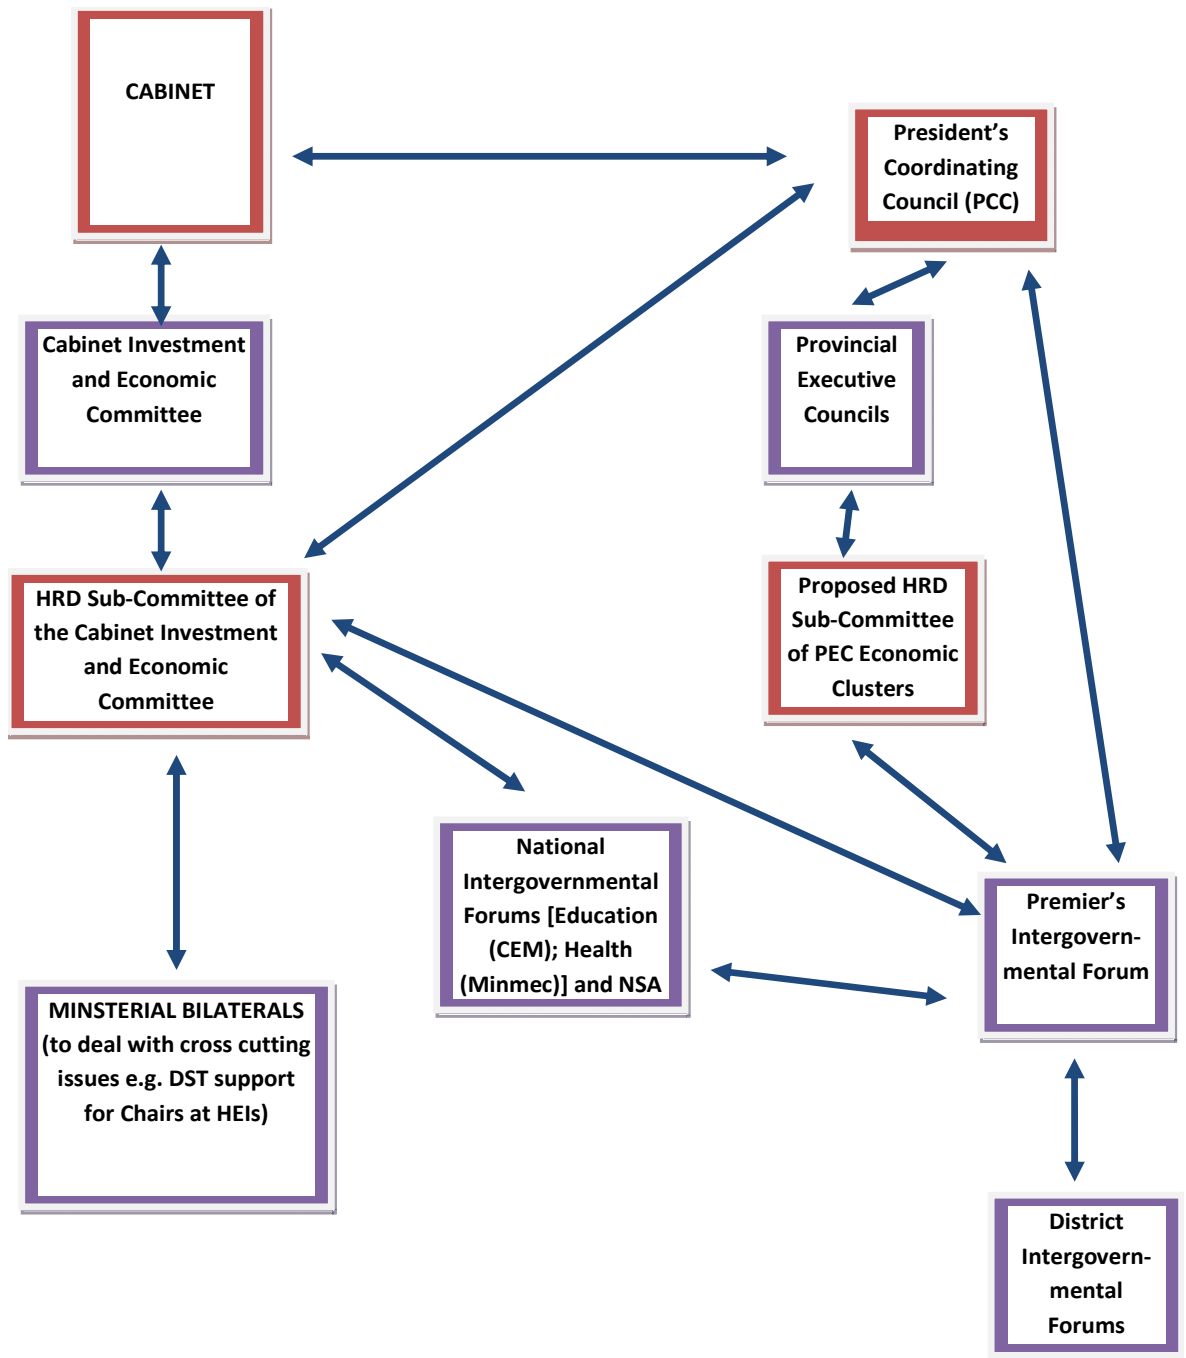 CABINET
President’s
Coordinating
Council (PCC)
Cabinet Investment
and Economic
Committee
Provincial
Executive
Councils
HRD Sub-Committee of
the Cabinet Investment
and Economic
Committee
Proposed HRD
Sub-Committee
of PEC Economic
Clusters
National
Intergovernmental
Forums [Education
(CEM); Health
(Minmec)] and NSA
Premier’s
Intergovern-
mental Forum
MINSTERIAL BILATERALS
(to deal with cross cutting
issues e.g. DST support
for Chairs at HEIs)
District
Intergovern-
mental
Forums